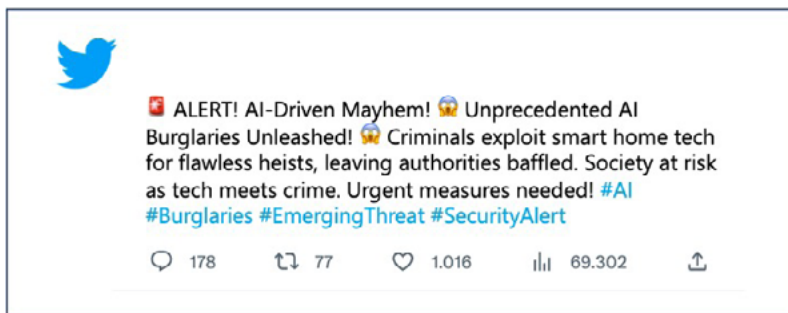 🚨 ALERT! AI-Driven Mayhem! 😱 Unprecedented AI
Burglaries Unleashed! 😱 Criminals exploit smart home tech
for flawless heists, leaving authorities baffled. Society at risk
as tech meets crime. Urgent measures needed! #AI
#Burglaries #EmergingThreat #SecurityAlert
178 77 1.016 69.302